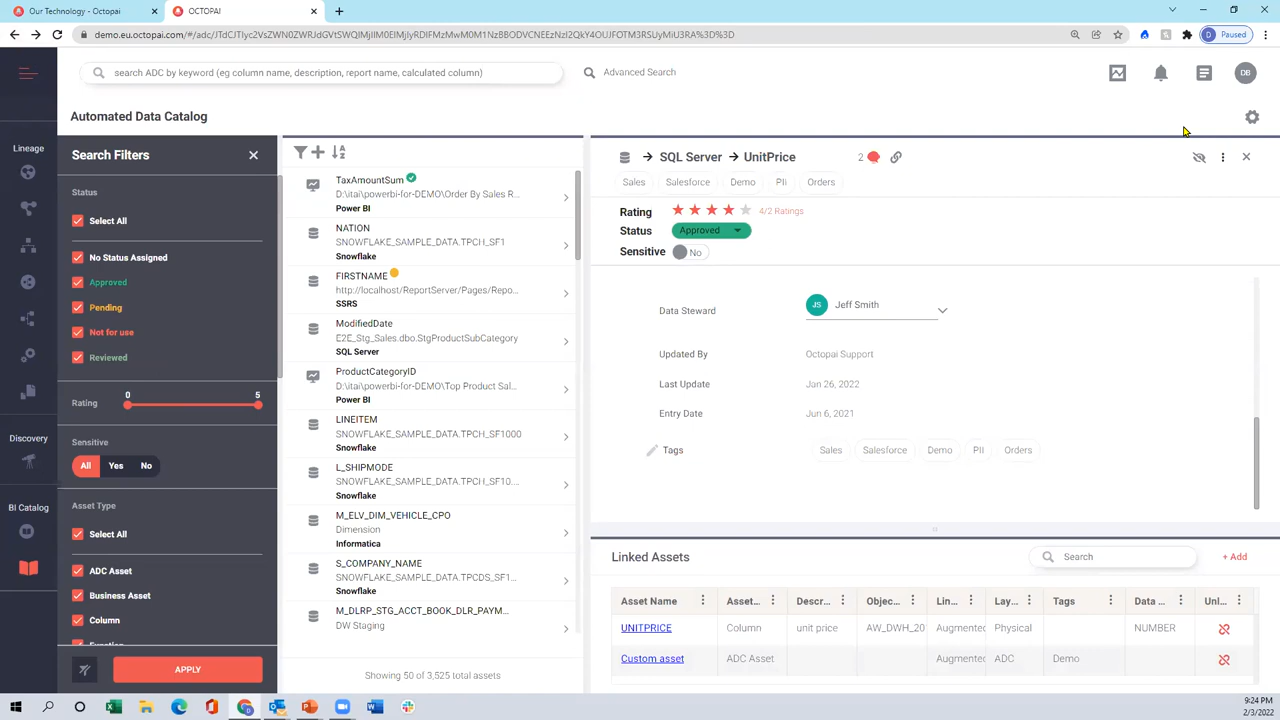 Our Technology - Octopai
OCTOPAI
demo.eu.octopai.com/#/adc/
Paused
search ADC by keyword (eg column name, description, report name, calculated column)
Advanced Search
DB
Automated Data Catalog
Lineage
Discovery
BI Catalog
Search Filters
Status
Select All
No Status Assigned
Approved
Pending
Not for use
Reviewed
Rating
0 5
Sensitive
All Yes No
Asset Type
Select All
ADC Asset
Business Asset
Column
Function
APPLY
TaxAmountSum
D:\itai\powerbi-for-DEMO\Order By Sales R...
Power BI
NATION
SNOWFLAKE_SAMPLE_DATA.TPCH_SF1
Snowflake
FIRSTNAME
http://localhost/ReportServer/Pages/Repo...
SSRS
ModifiedDate
E2E_Stg_Sales.dbo.StgProductSubCategory
SQL Server
ProductCategoryID
D:\itai\powerbi-for-DEMO\Top Product Sal...
Power BI
LINEITEM
SNOWFLAKE_SAMPLE_DATA.TPCH_SF1000
Snowflake
L_SHIPMODE
SNOWFLAKE_SAMPLE_DATA.TPCH_SF10....
Snowflake
M_ELV_DIM_VEHICLE_CPO
Dimension
Informatica
S_COMPANY_NAME
SNOWFLAKE_SAMPLE_DATA.TPCDS_SF1...
Snowflake
M_DLRP_STG_ACCT_BOOK_DLR_PAYM...
DW Staging
Showing 50 of 3,525 total assets
SQL Server → UnitPrice
2
Sales Salesforce Demo PII Orders
Rating 4/2 Ratings
Status Approved
Sensitive No
Data Steward JS Jeff Smith
Updated By Octopai Support
Last Update Jan 26, 2022
Entry Date Jun 6, 2021
Tags Sales Salesforce Demo PII Orders
Linked Assets Search + Add
Asset Name Asset... Descr... Objec... Lin... Lay... Tags Data ... Unl...
UNITPRICE Column unit price AW_DWH_20 Augmented Physical NUMBER
Custom asset ADC Asset Augmented ADC Demo
9:24 PM
2/3/2022